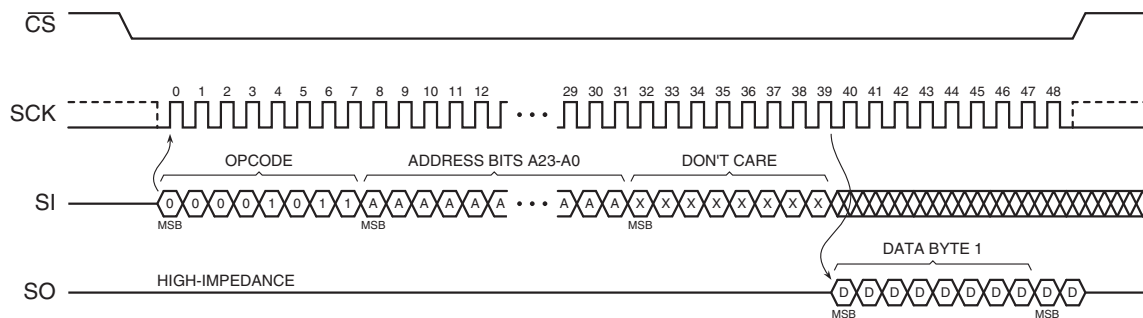 CS
SCK
0 1 2 3 4 5 6 7 8 9 10 11 12 29 30 31 32 33 34 35 36 37 38 39 40 41 42 43 44 45 46 47 48
• • •
OPCODE ADDRESS BITS A23-A0 DON'T CARE
SI
0 0 0 0 1 0 1 1 A A A A A A • • • A A A X X X X X X X X
MSB MSB MSB
DATA BYTE 1
HIGH-IMPEDANCE
SO
D D D D D D D D D D
MSB MSB